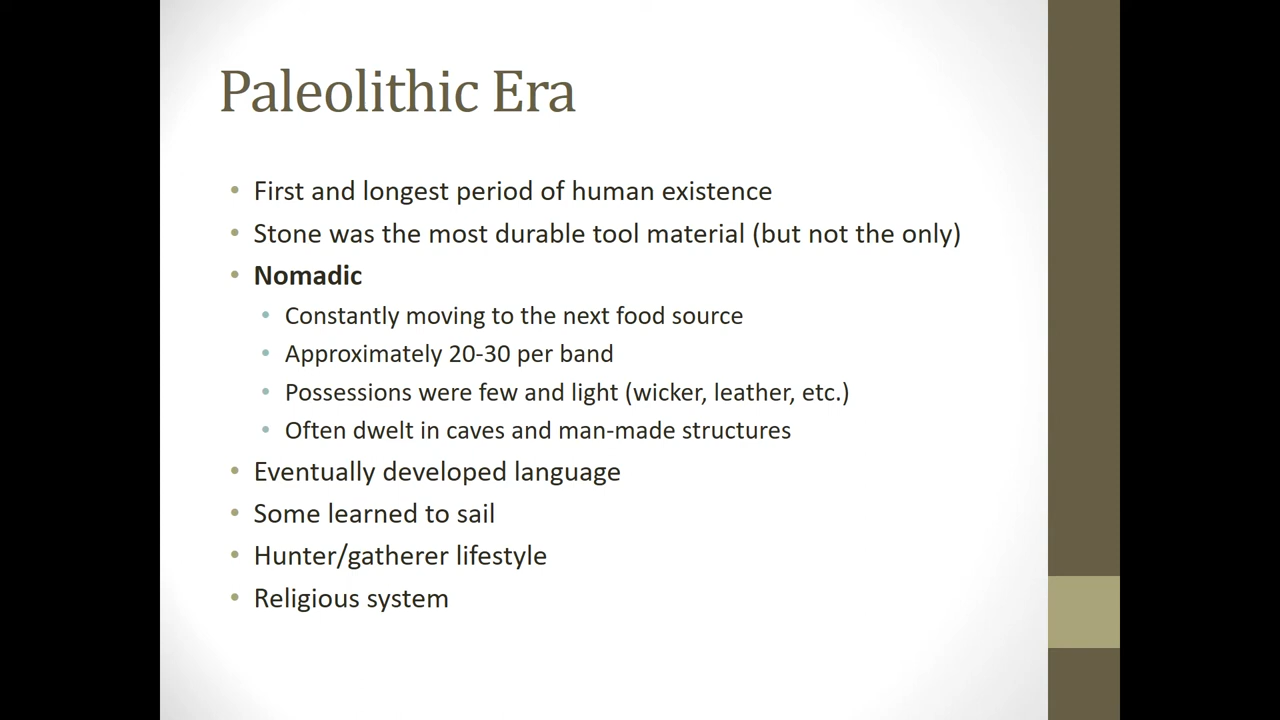 Paleolithic Era
• First and longest period of human existence
• Stone was the most durable tool material (but not the only)
• Nomadic
• Constantly moving to the next food source
• Approximately 20-30 per band
• Possessions were few and light (wicker, leather, etc.)
• Often dwelt in caves and man-made structures
• Eventually developed language
• Some learned to sail
• Hunter/gatherer lifestyle
• Religious system